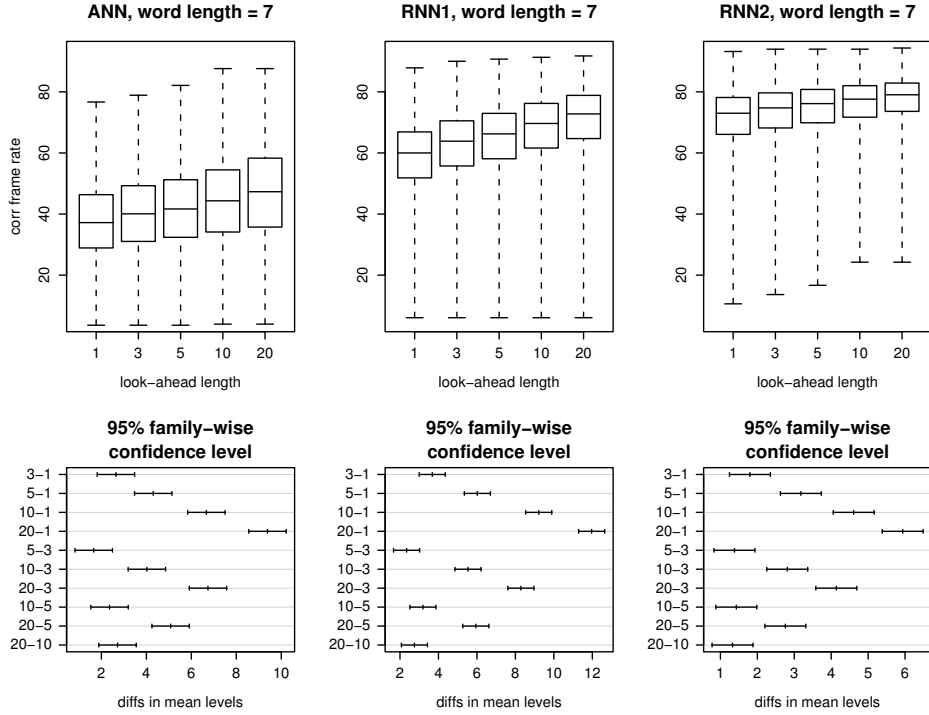 ANN, word length = 7
RNN1, word length = 7
RNN2, word length = 7
corr frame rate
80
60
40
20
1 3 5 10 20
look−ahead length
80
60
40
20
1 3 5 10 20
look−ahead length
80
60
40
20
1 3 5 10 20
look−ahead length
95% family−wise
confidence level
3−1
5−1
10−1
20−1
5−3
10−3
20−3
10−5
20−5
20−10
2 4 6 8 10
diffs in mean levels
95% family−wise
confidence level
3−1
5−1
10−1
20−1
5−3
10−3
20−3
10−5
20−5
20−10
2 4 6 8 10 12
diffs in mean levels
95% family−wise
confidence level
3−1
5−1
10−1
20−1
5−3
10−3
20−3
10−5
20−5
20−10
1 2 3 4 5 6
diffs in mean levels